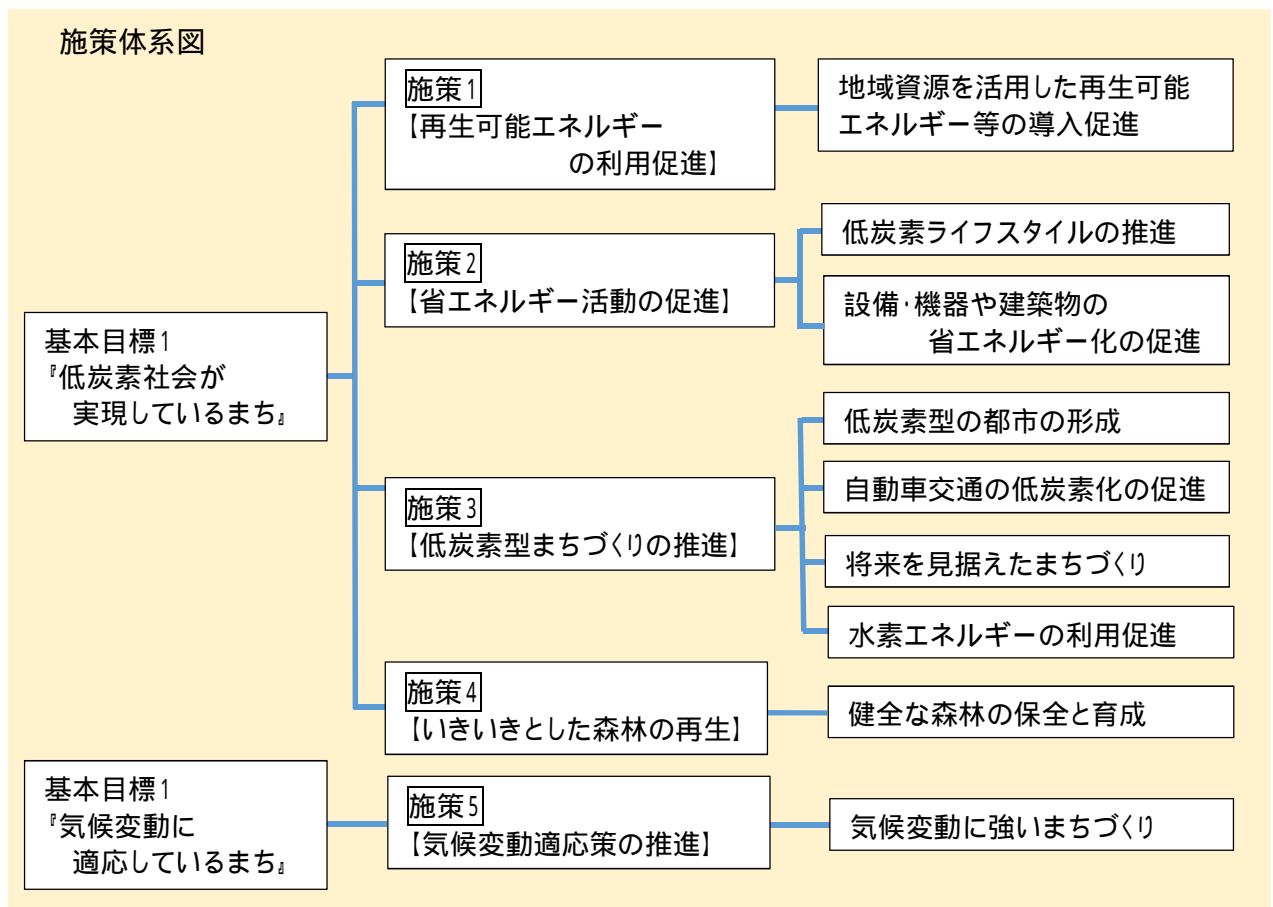 施策体系図
施策1
【再生可能エネルギー
の利用促進】
地域資源を活用した再生可能
エネルギー等の導入促進
施策2
【省エネルギー活動の促進】
低炭素ライフスタイルの推進
設備・機器や建築物の
省エネルギー化の促進
基本目標1
『低炭素社会が
実現しているまち』
施策3
【低炭素型まちづくりの推進】
低炭素型の都市の形成
自動車交通の低炭素化の促進
将来を見据えたまちづくり
水素エネルギーの利用促進
施策4
【いきいきとした森林の再生】
健全な森林の保全と育成
基本目標1
『気候変動に
適応しているまち』
施策5
【気候変動適応策の推進】
気候変動に強いまちづくり